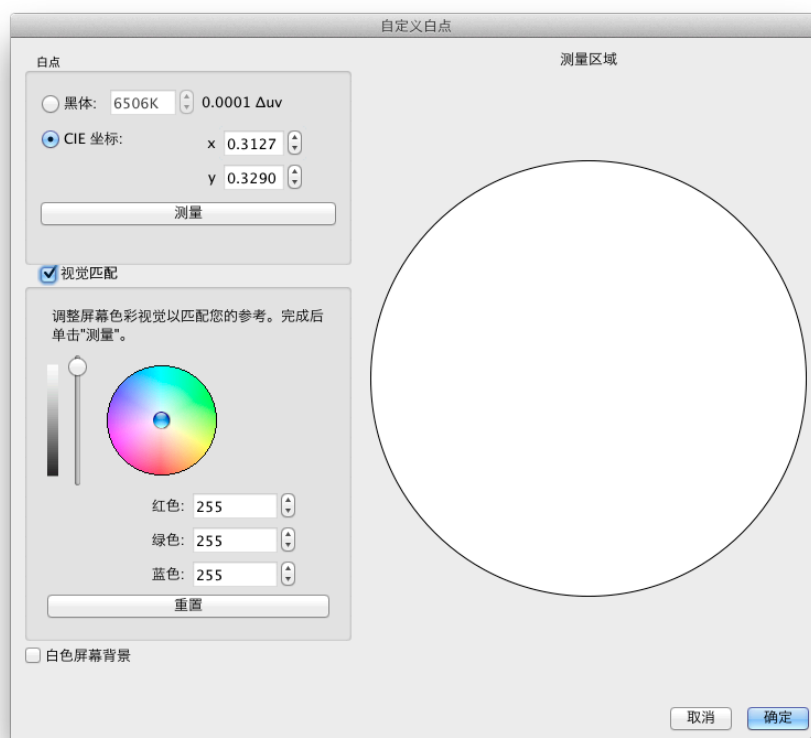 自定义白点
白点
测量区域
黑体: 6506K 0.0001 Δuv
CIE 坐标: x 0.3127
y 0.3290
测量
视觉匹配
调整屏幕色彩视觉以匹配您的参考。完成后
单击"测量"。
红色: 255
绿色: 255
蓝色: 255
重置
白色屏幕背景
取消 确定